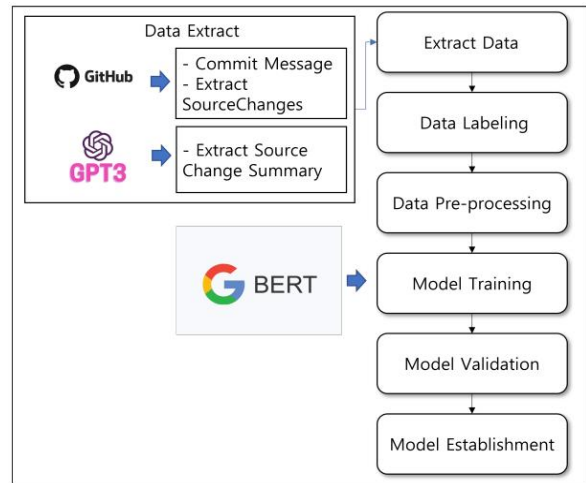 Data Extract
GitHub
- Commit Message
- Extract
SourceChanges
GPT3
- Extract Source
Change Summary
G BERT
Extract Data
Data Labeling
Data Pre-processing
Model Training
Model Validation
Model Establishment